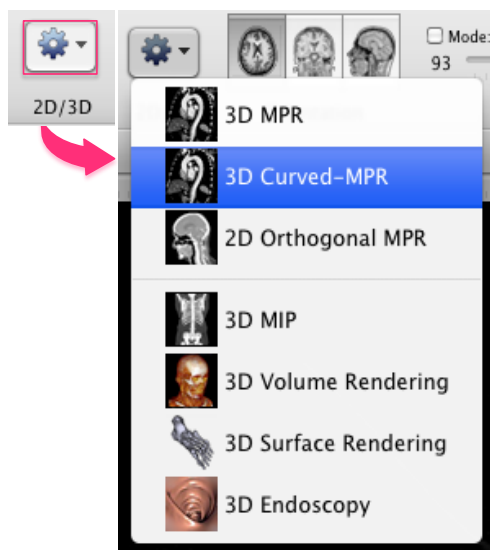 2D/3D
Mode:
93
3D MPR
3D Curved-MPR
2D Orthogonal MPR
3D MIP
3D Volume Rendering
3D Surface Rendering
3D Endoscopy